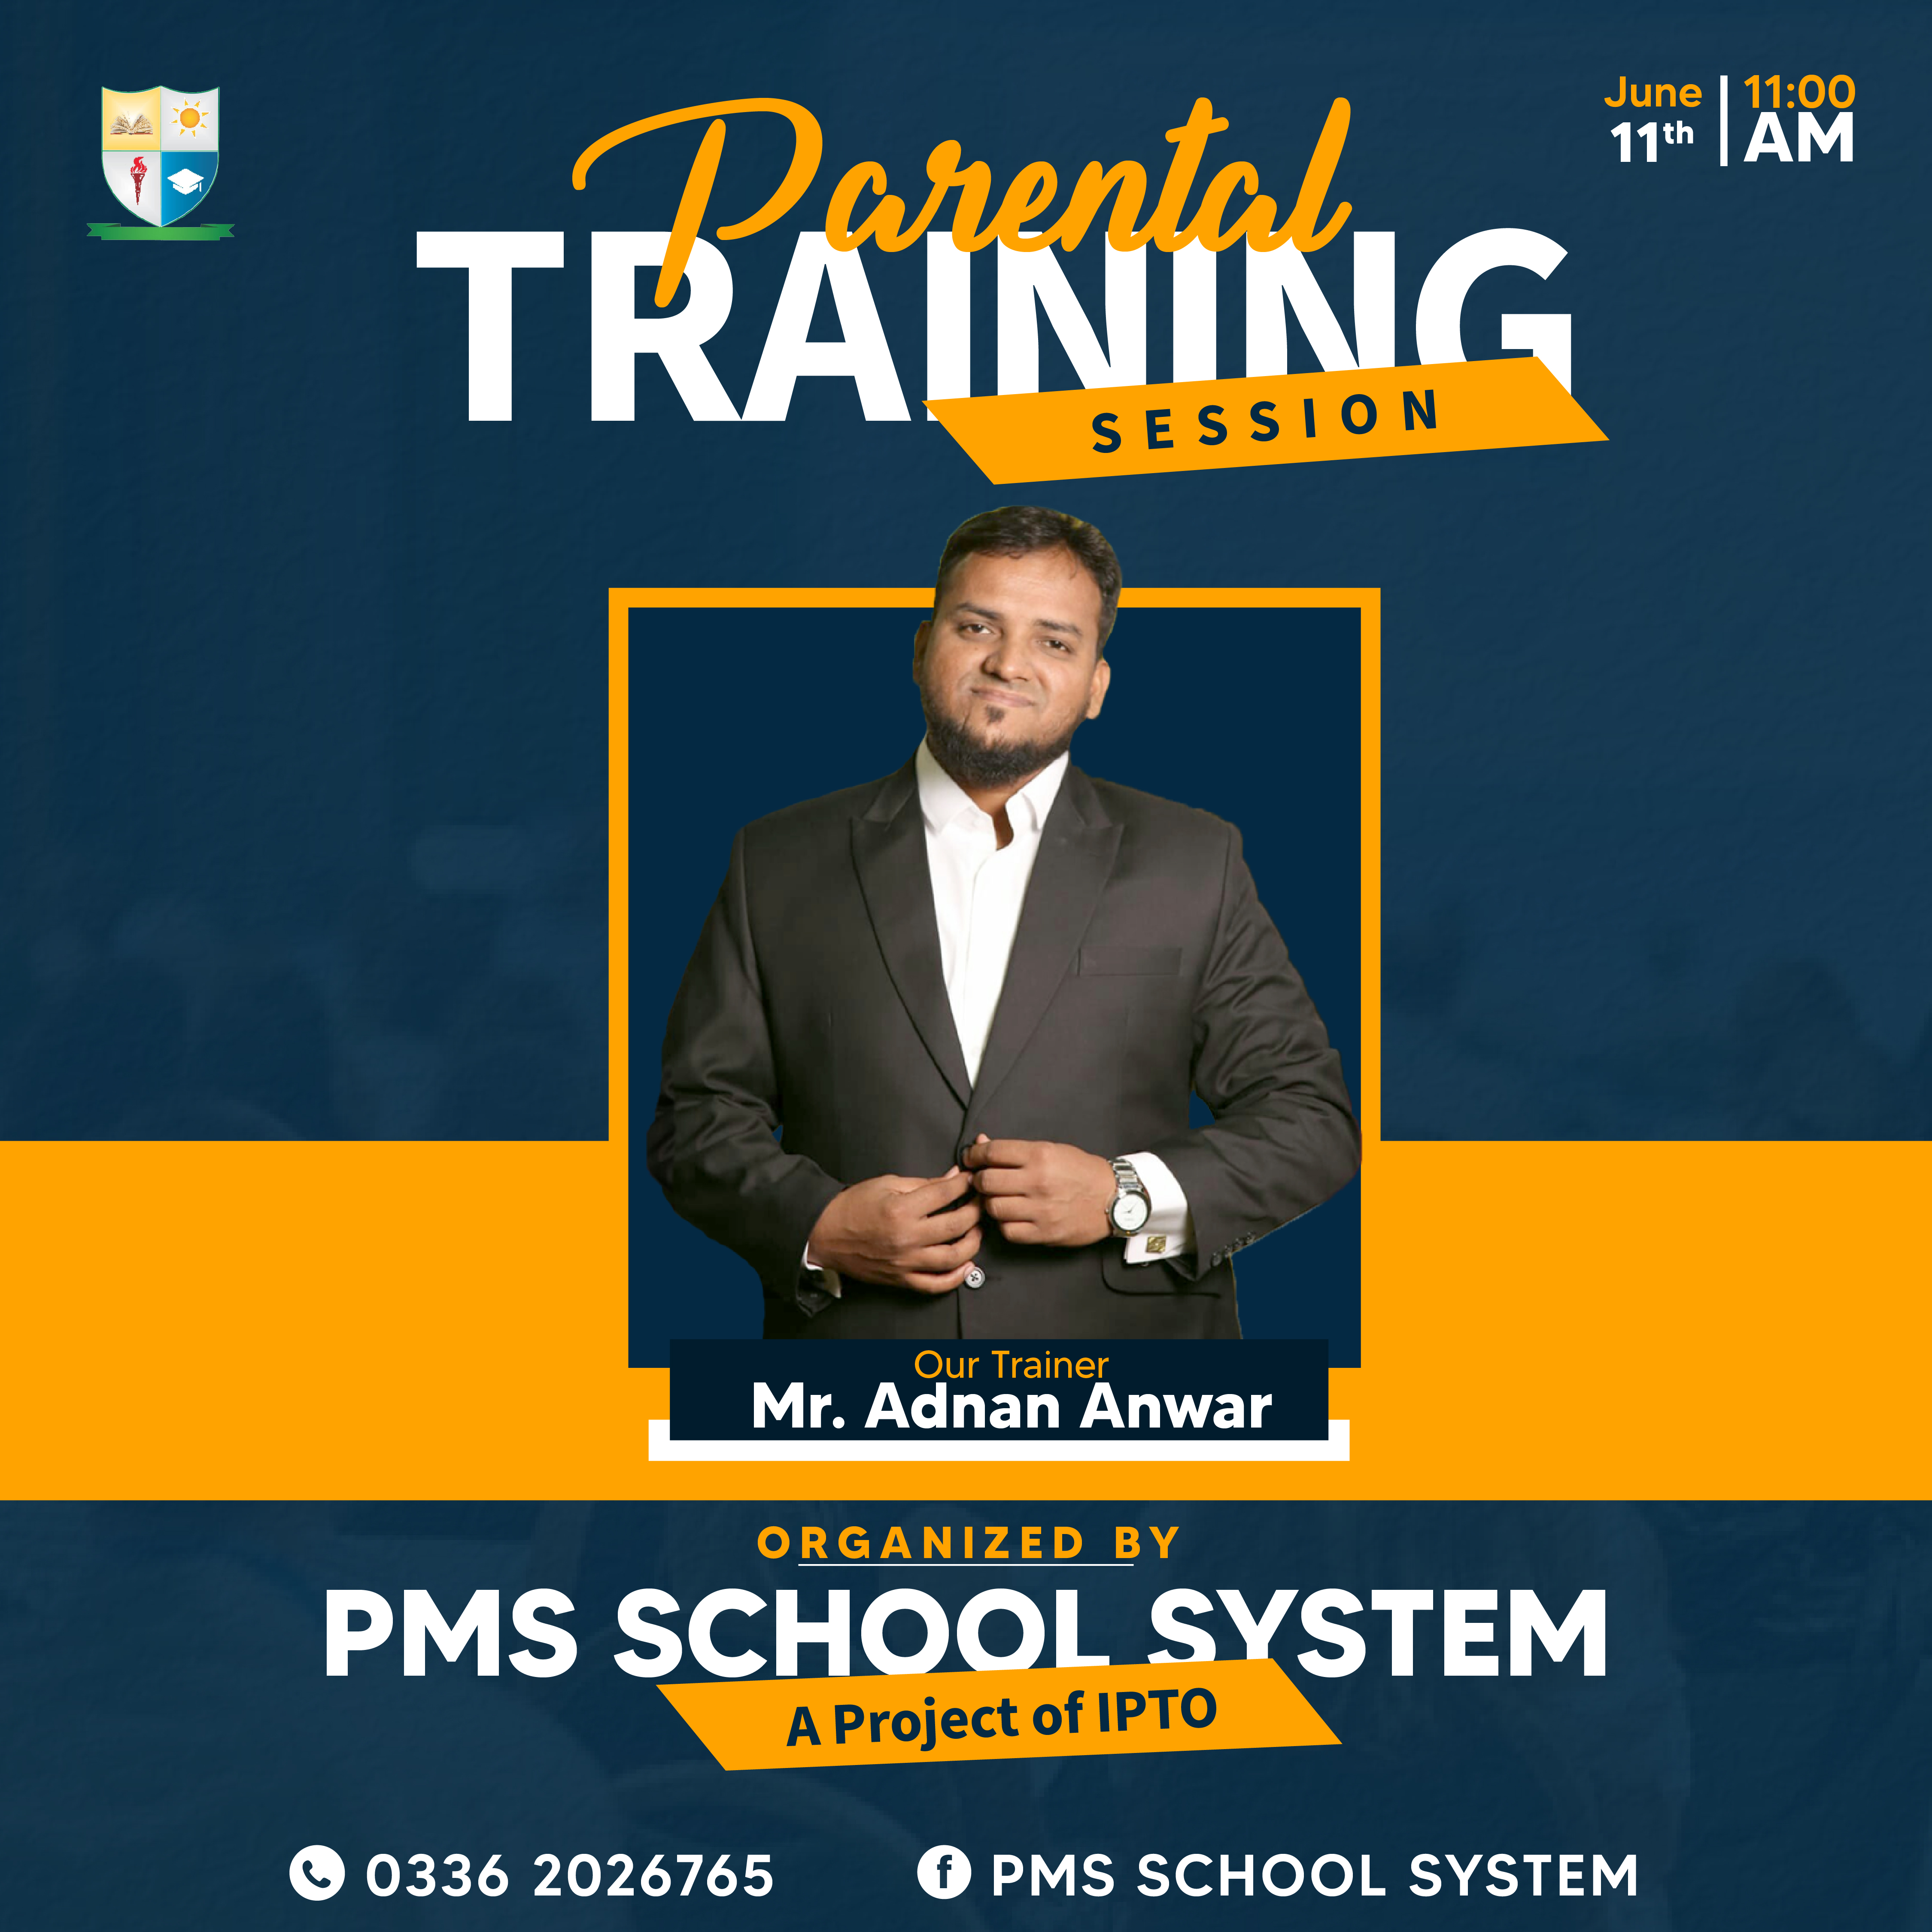 June
11th
11:00
AM
Parental
TRAINING
SESSION
Our Trainer
Mr. Adnan Anwar
ORGANIZED BY
PMS SCHOOL SYSTEM
A Project of IPTO
0336 2026765
PMS SCHOOL SYSTEM